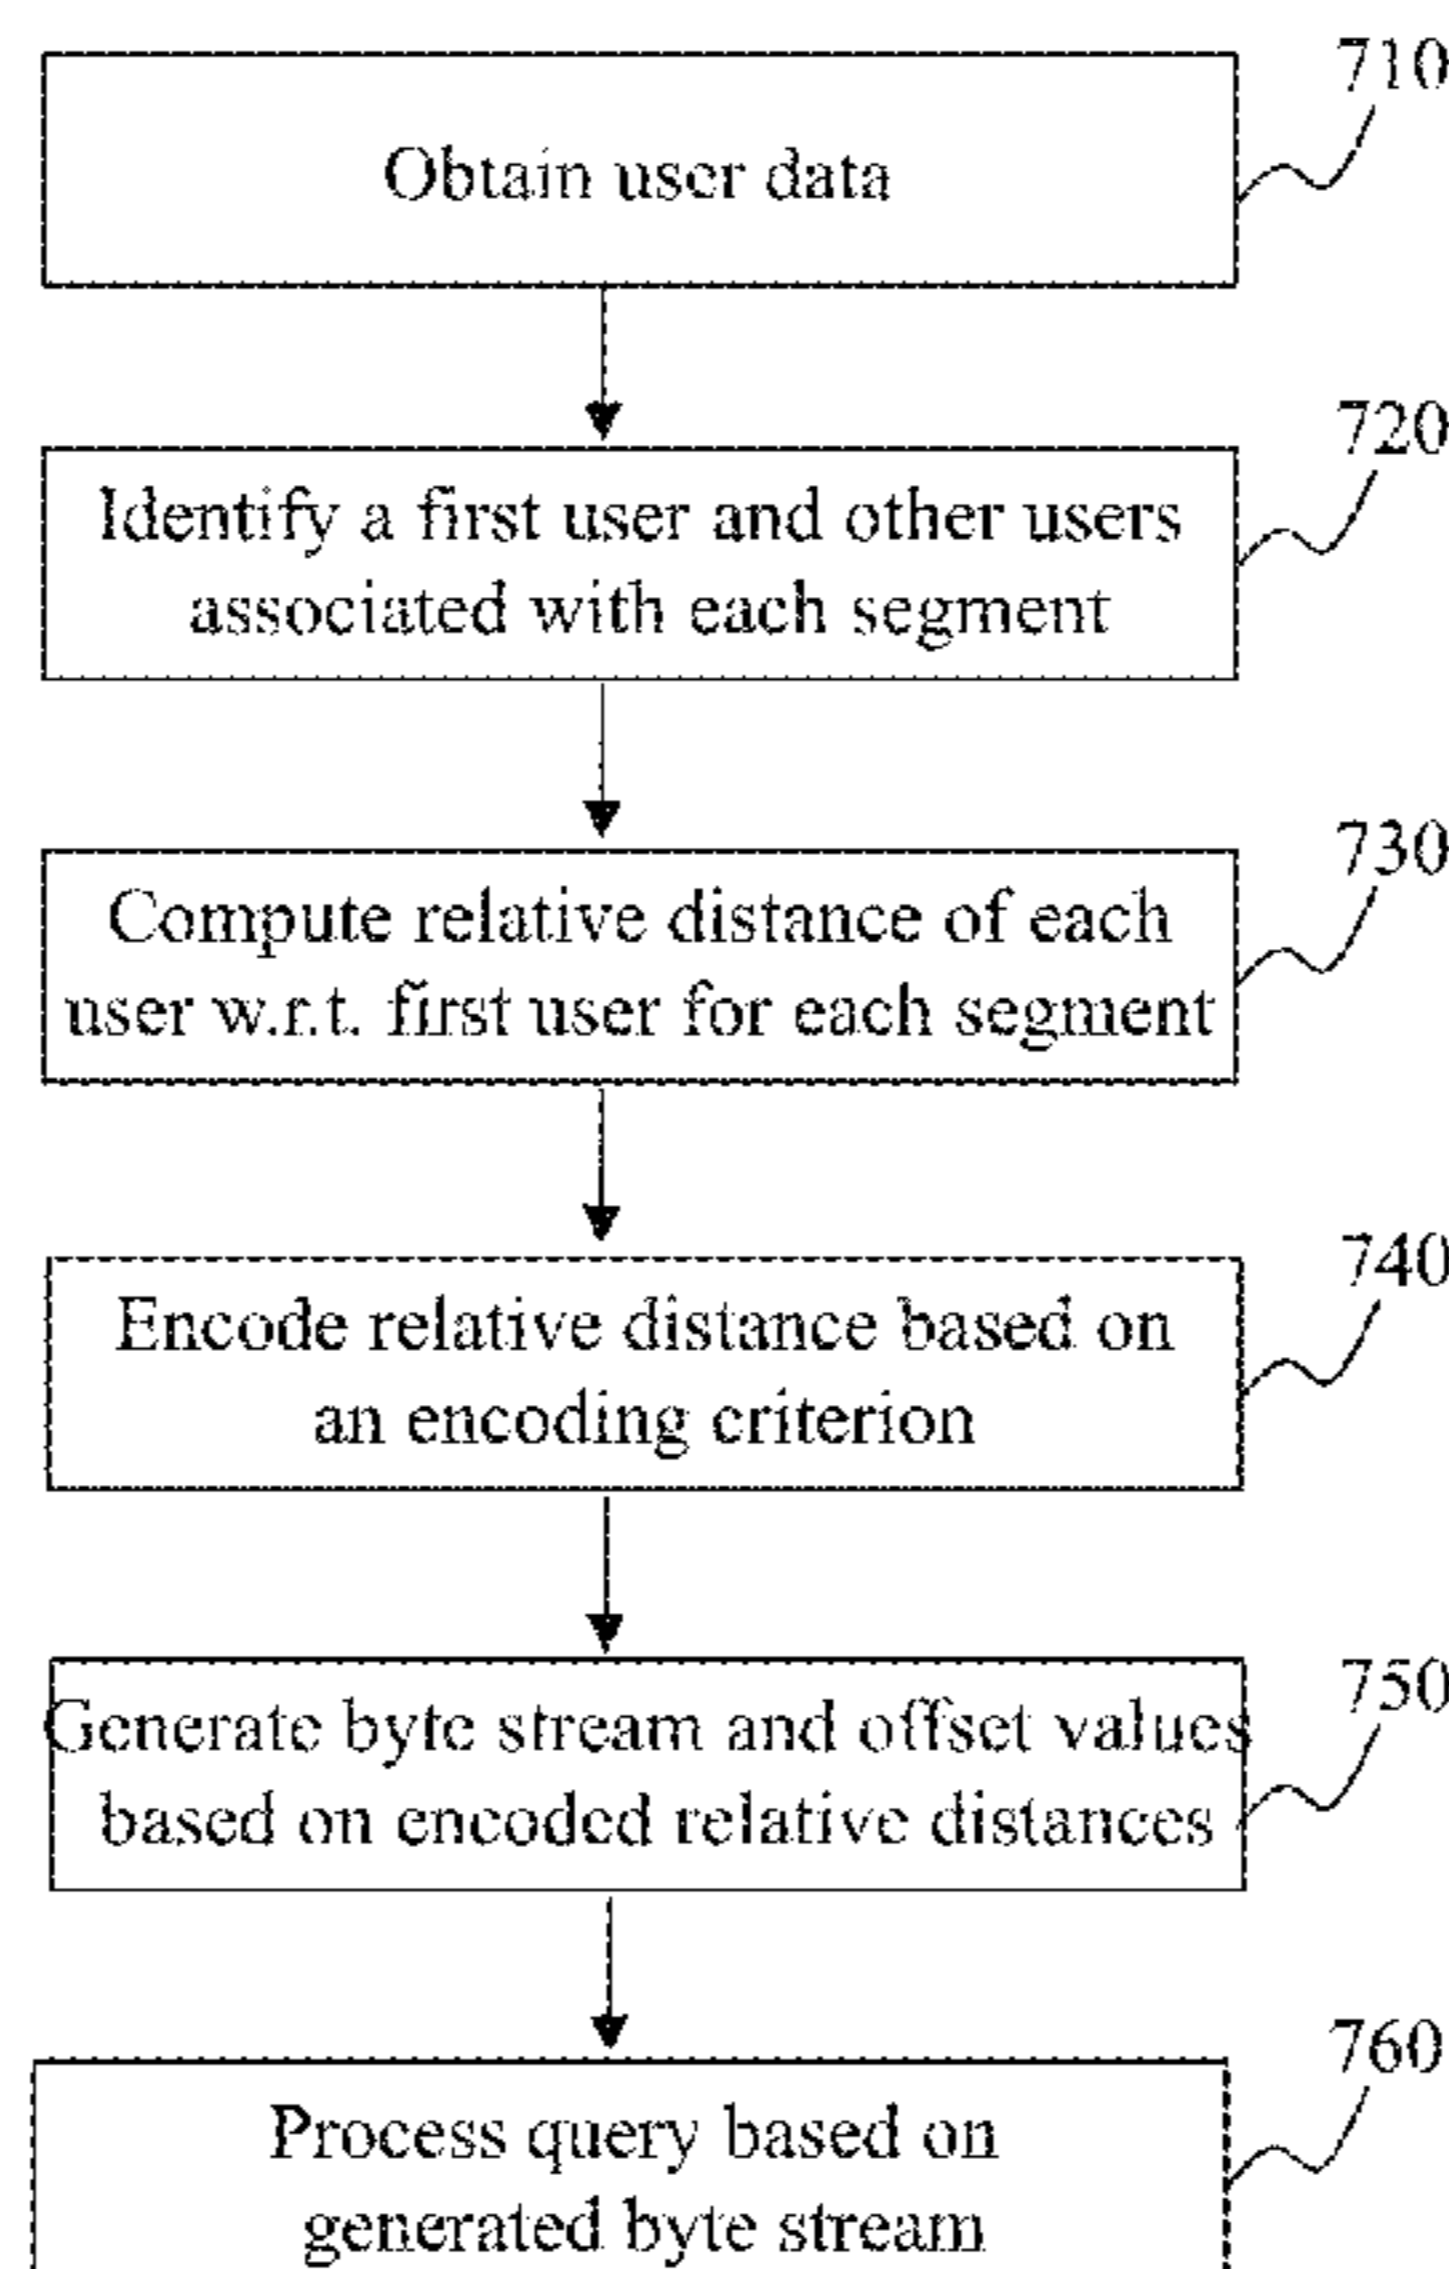 710
Obtain user data
720
Identify a first user and other users
associated with each segment
730
Compute relative distance of each
user w.r.t. first user for each segment
740
Encode relative distance based on
an encoding criterion
750
Generate byte stream and offset values
based on encoded relative distances
760
Process query based on
generated byte stream